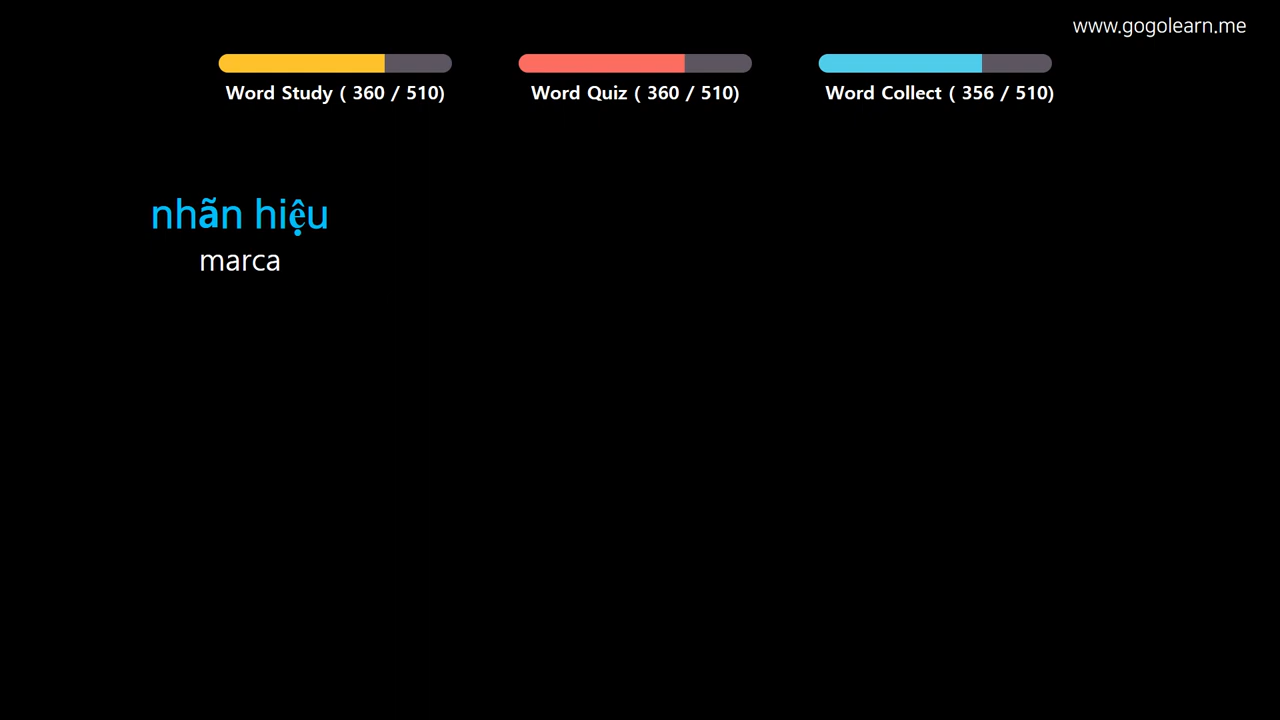 www.gogolearn.me
Word Study ( 360 / 510)
Word Quiz ( 360 / 510)
Word Collect ( 356 / 510)
nhãn hiệu
marca